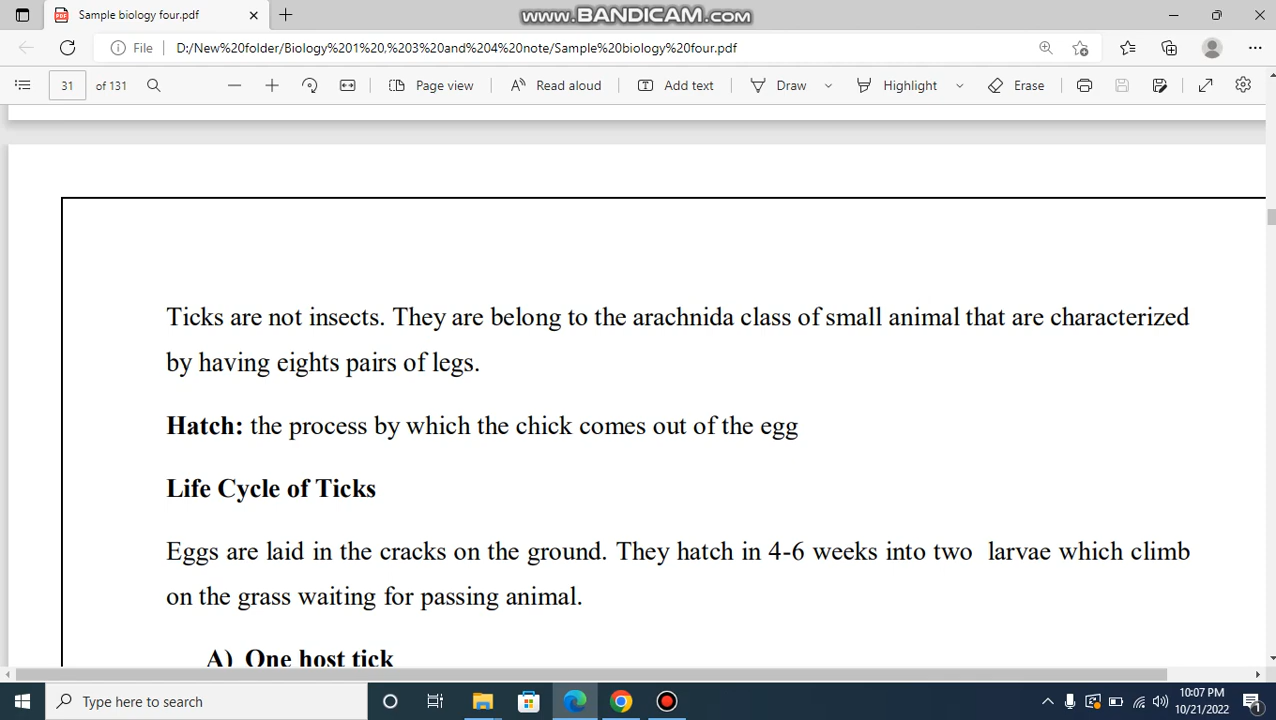 Sample biology four.pdf
www.BANDICAM.com
File D:/New%20folder/Biology%201%20.%203%20and%204%20note/Sample%20biology%20four.pdf
31 of 131 Page view Read aloud Add text Draw Highlight Erase
Ticks are not insects. They are belong to the arachnida class of small animal that are characterized
by having eights pairs of legs.
Hatch: the process by which the chick comes out of the egg
Life Cycle of Ticks
Eggs are laid in the cracks on the ground. They hatch in 4-6 weeks into two larvae which climb
on the grass waiting for passing animal.
A) One host tick
Type here to search
10:07 PM
10/21/2022
1